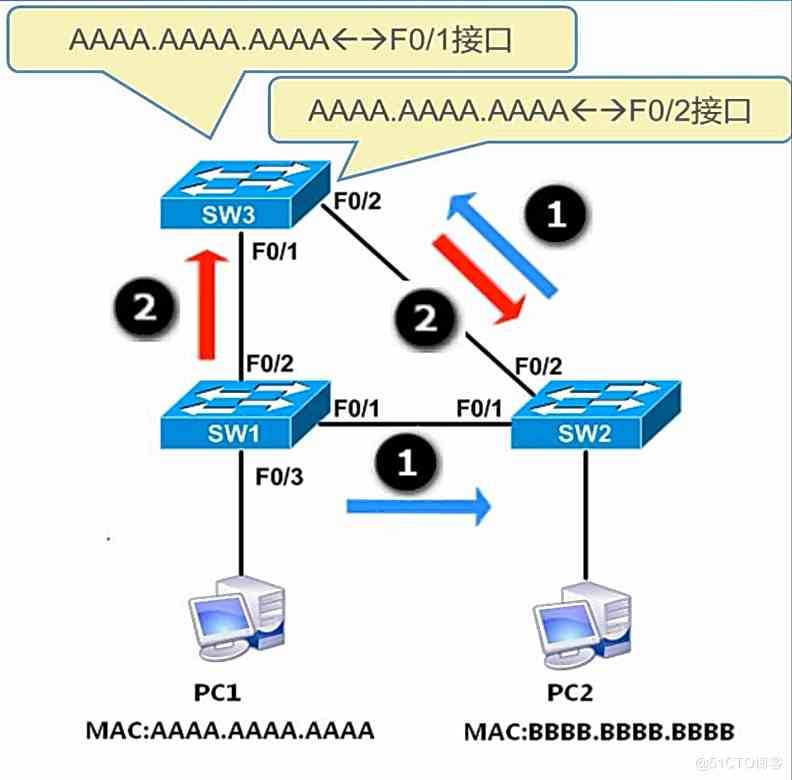 AAAA.AAAA.AAAA←→F0/1接口
AAAA.AAAA.AAAA←→F0/2接口
SW3
F0/2
1
F0/1
2
2
F0/2
F0/2
F0/1
F0/1
SW1
SW2
1
F0/3
PC1
PC2
MAC:AAAA.AAAA.AAAA
MAC:BBBB.BBBB.BBBB
@51CTO博客